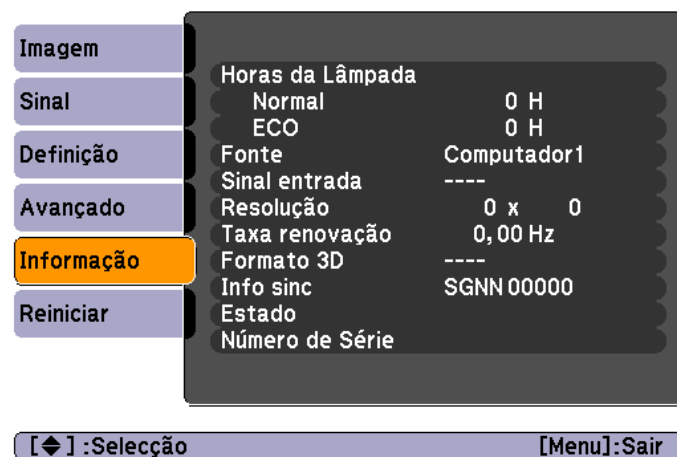 Imagem
Sinal
Definição
Avançado
Informação
Reiniciar
Horas da Lâmpada
Normal 0 H
ECO 0 H
Fonte Computador1
Sinal entrada ----
Resolução 0 x 0
Taxa renovação 0,00 Hz
Formato 3D ----
Info sinc SGNN 00000
Estado
Número de Série
[◆] :Selecção [Menu]:Sair